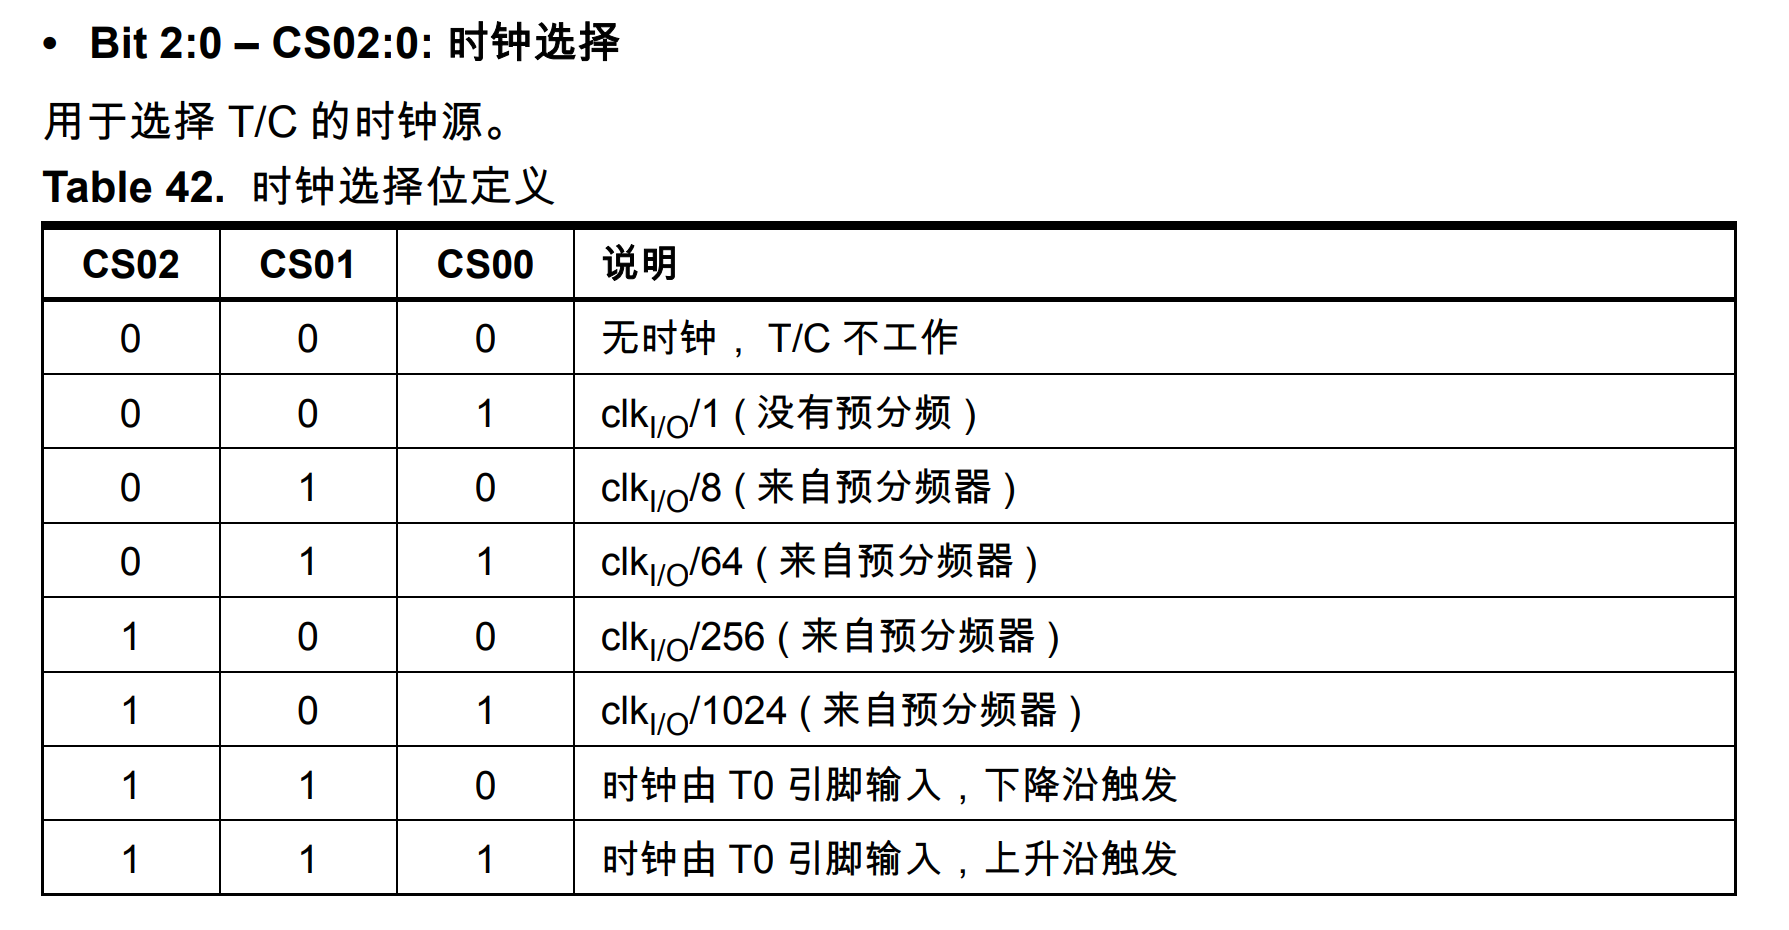 • Bit 2:0 – CS02:0: 时钟选择
用于选择 T/C 的时钟源。
Table 42. 时钟选择位定义
CS02 CS01 CS00 说明
0 0 0 无时钟， T/C 不工作
0 0 1 clkI/O/1 ( 没有预分频 )
0 1 0 clkI/O/8 ( 来自预分频器 )
0 1 1 clkI/O/64 ( 来自预分频器 )
1 0 0 clkI/O/256 ( 来自预分频器 )
1 0 1 clkI/O/1024 ( 来自预分频器 )
1 1 0 时钟由 T0 引脚输入，下降沿触发
1 1 1 时钟由 T0 引脚输入，上升沿触发